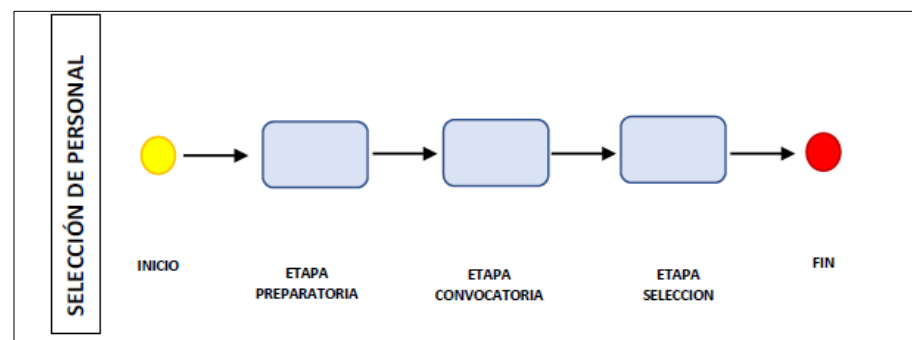 SELECCIÓN DE PERSONAL
INICIO
ETAPA
PREPARATORIA
ETAPA
CONVOCATORIA
ETAPA
SELECCION
FIN